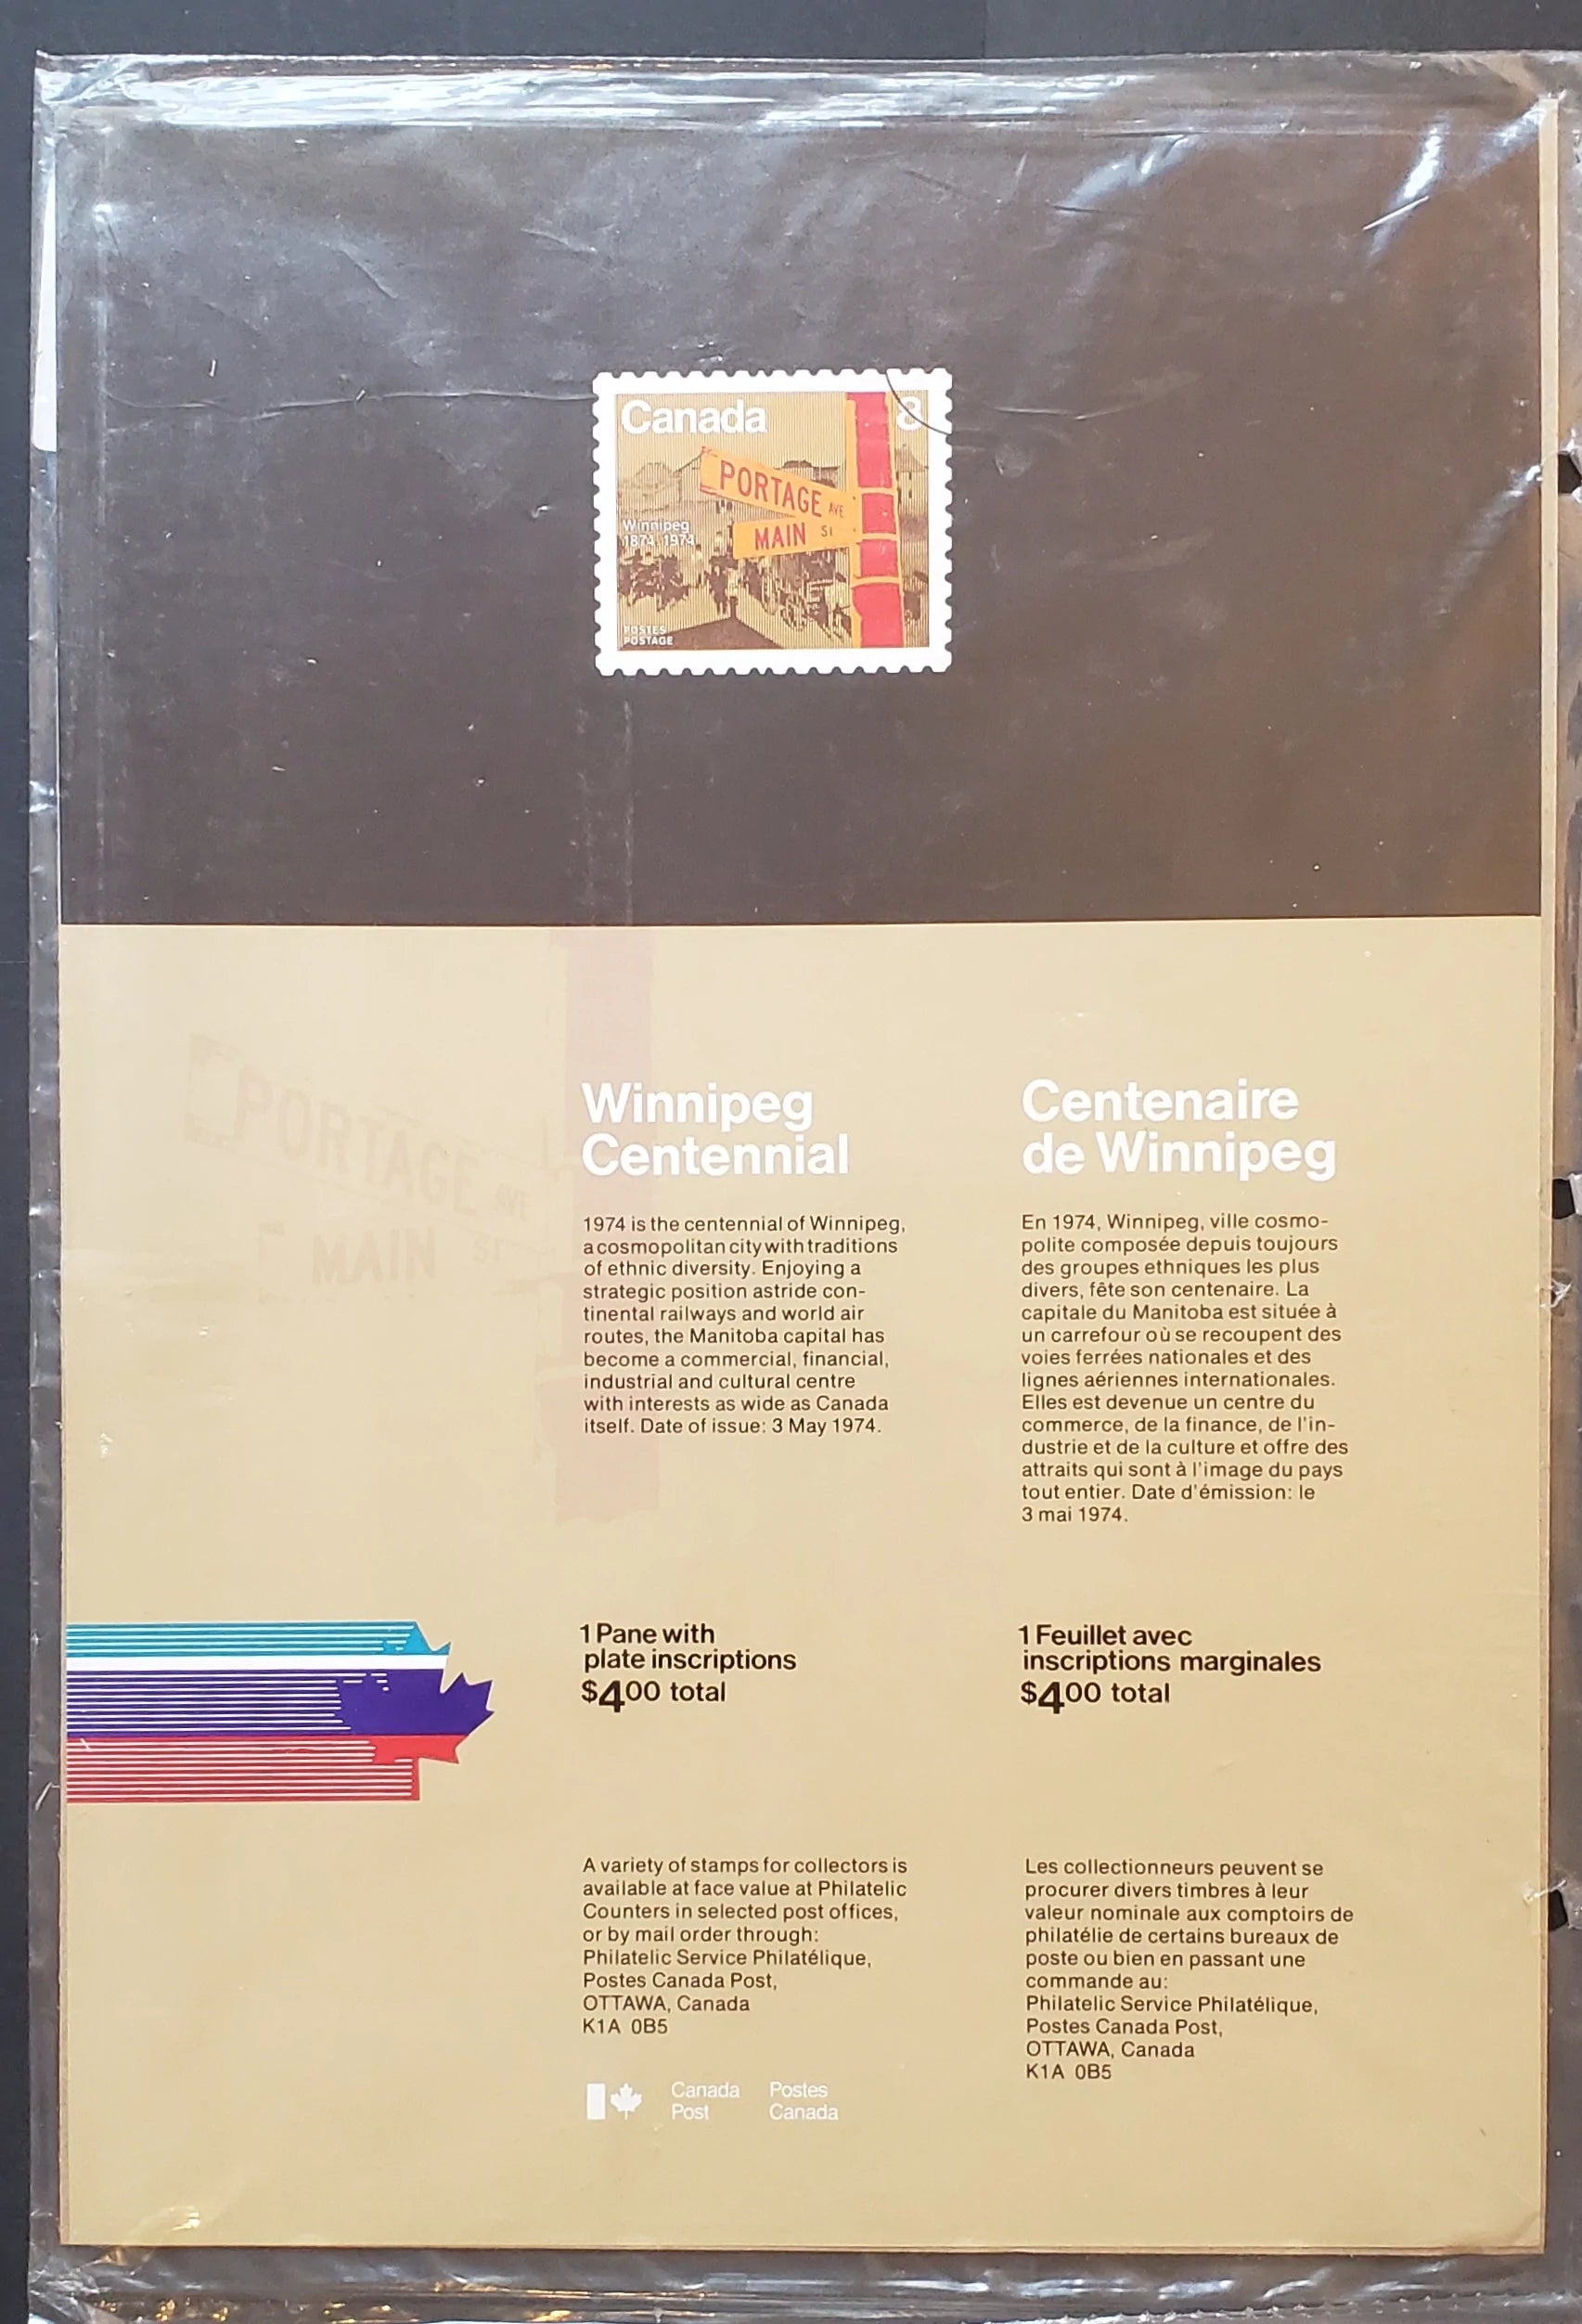 Canada 8
PORTAGE AVE
MAIN ST
Winnipeg
1874 1974
POSTES
POSTAGE
PORTAGE AVE
MAIN ST
Winnipeg
Centennial
1974 is the centennial of Winnipeg,
a cosmopolitan city with traditions
of ethnic diversity. Enjoying a
strategic position astride con-
tinental railways and world air
routes, the Manitoba capital has
become a commercial, financial,
industrial and cultural centre
with interests as wide as Canada
itself. Date of issue: 3 May 1974.
Centenaire
de Winnipeg
En 1974, Winnipeg, ville cosmo-
polite composée depuis toujours
des groupes ethniques les plus
divers, fête son centenaire. La
capitale du Manitoba est située à
un carrefour où se recoupent des
voies ferrées nationales et des
lignes aériennes internationales.
Elles est devenue un centre du
commerce, de la finance, de l'in-
dustrie et de la culture et offre des
attraits qui sont à l'image du pays
tout entier. Date d'émission: le
3 mai 1974.
1 Pane with
plate inscriptions
$400 total
1 Feuillet avec
inscriptions marginales
$400 total
A variety of stamps for collectors is
available at face value at Philatelic
Counters in selected post offices,
or by mail order through:
Philatelic Service Philatélique,
Postes Canada Post,
OTTAWA, Canada
K1A 0B5
Les collectionneurs peuvent se
procurer divers timbres à leur
valeur nominale aux comptoirs de
philatélie de certains bureaux de
poste ou bien en passant une
commande au:
Philatelic Service Philatélique,
Postes Canada Post,
OTTAWA, Canada
K1A 0B5
Canada Postes
Post Canada